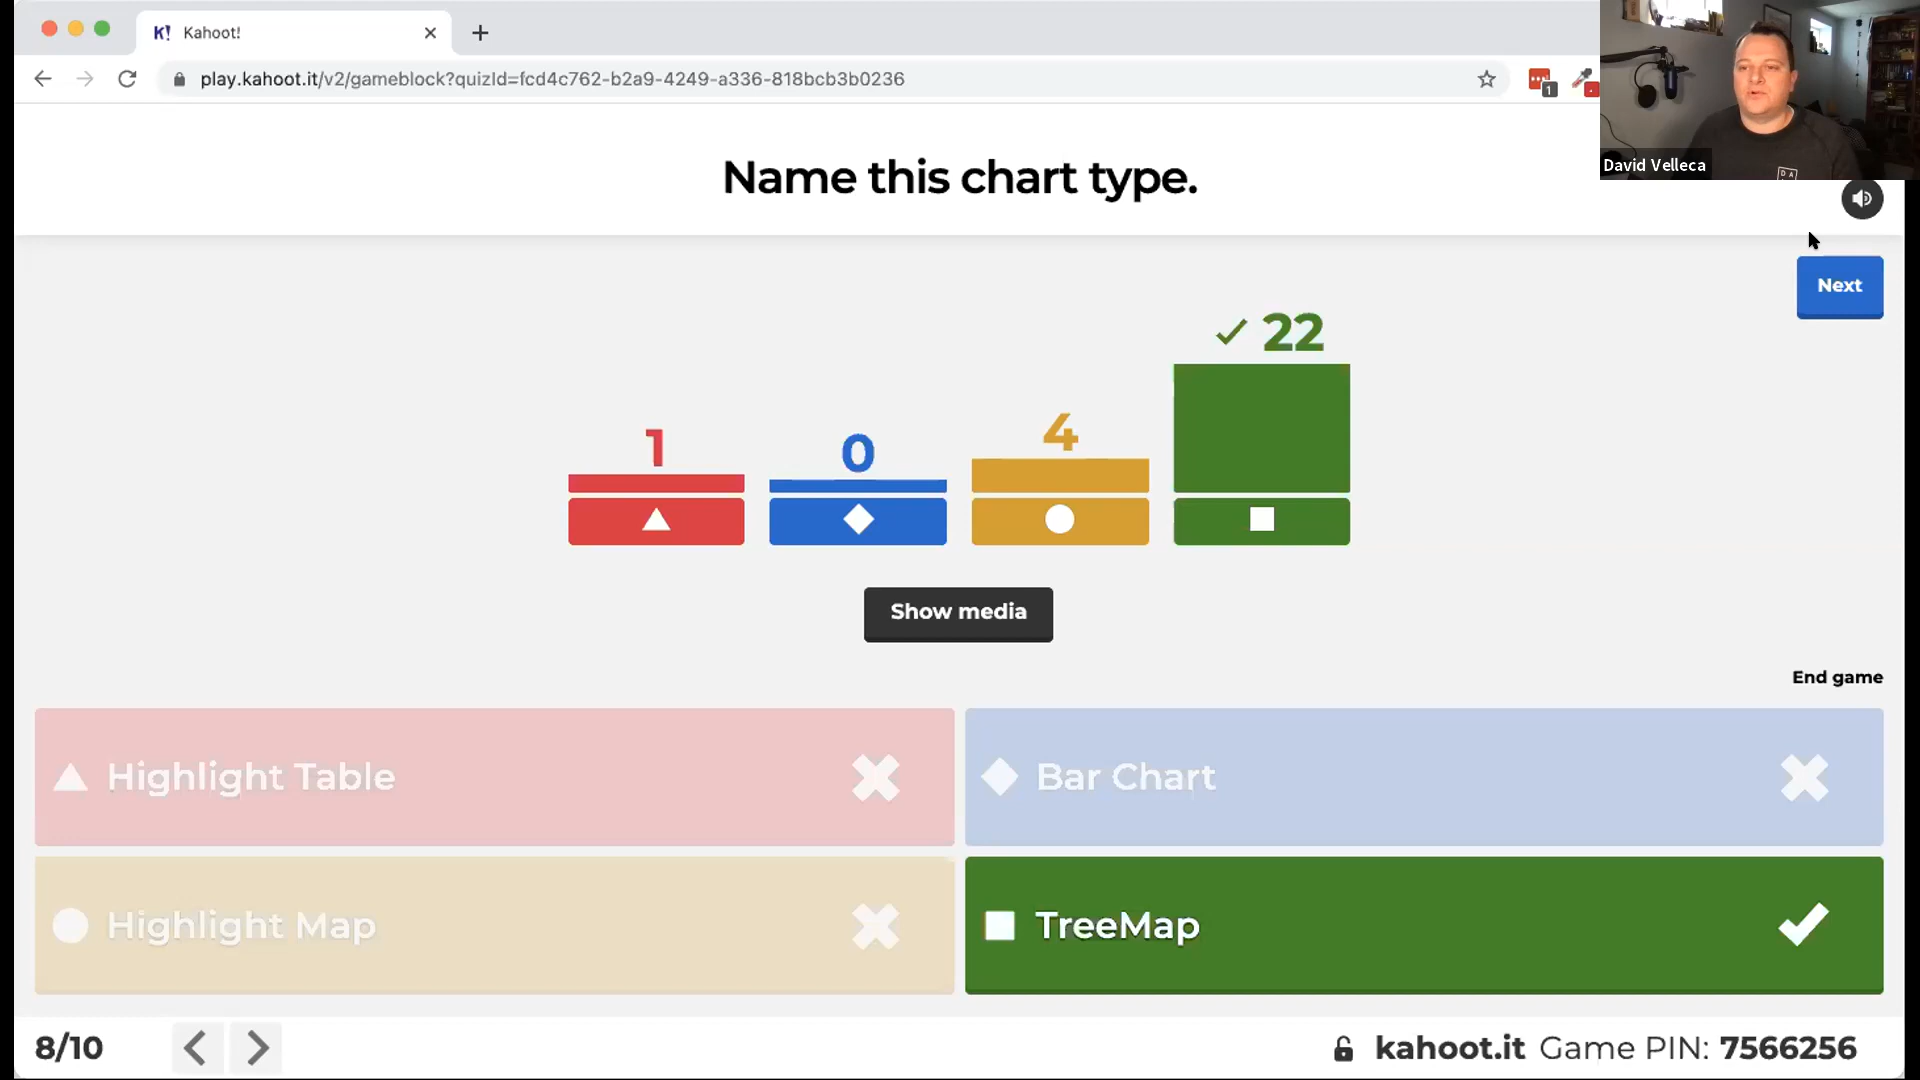 K! Kahoot!
play.kahoot.it/v2/gameblock?quizId=fcd4c762-b2a9-4249-a336-818bcb3b0236
1
David Velleca
DA
Name this chart type.
Next
22
1
0
4
Show media
End game
Highlight Table
Bar Chart
Highlight Map
TreeMap
8/10
kahoot.it Game PIN: 7566256